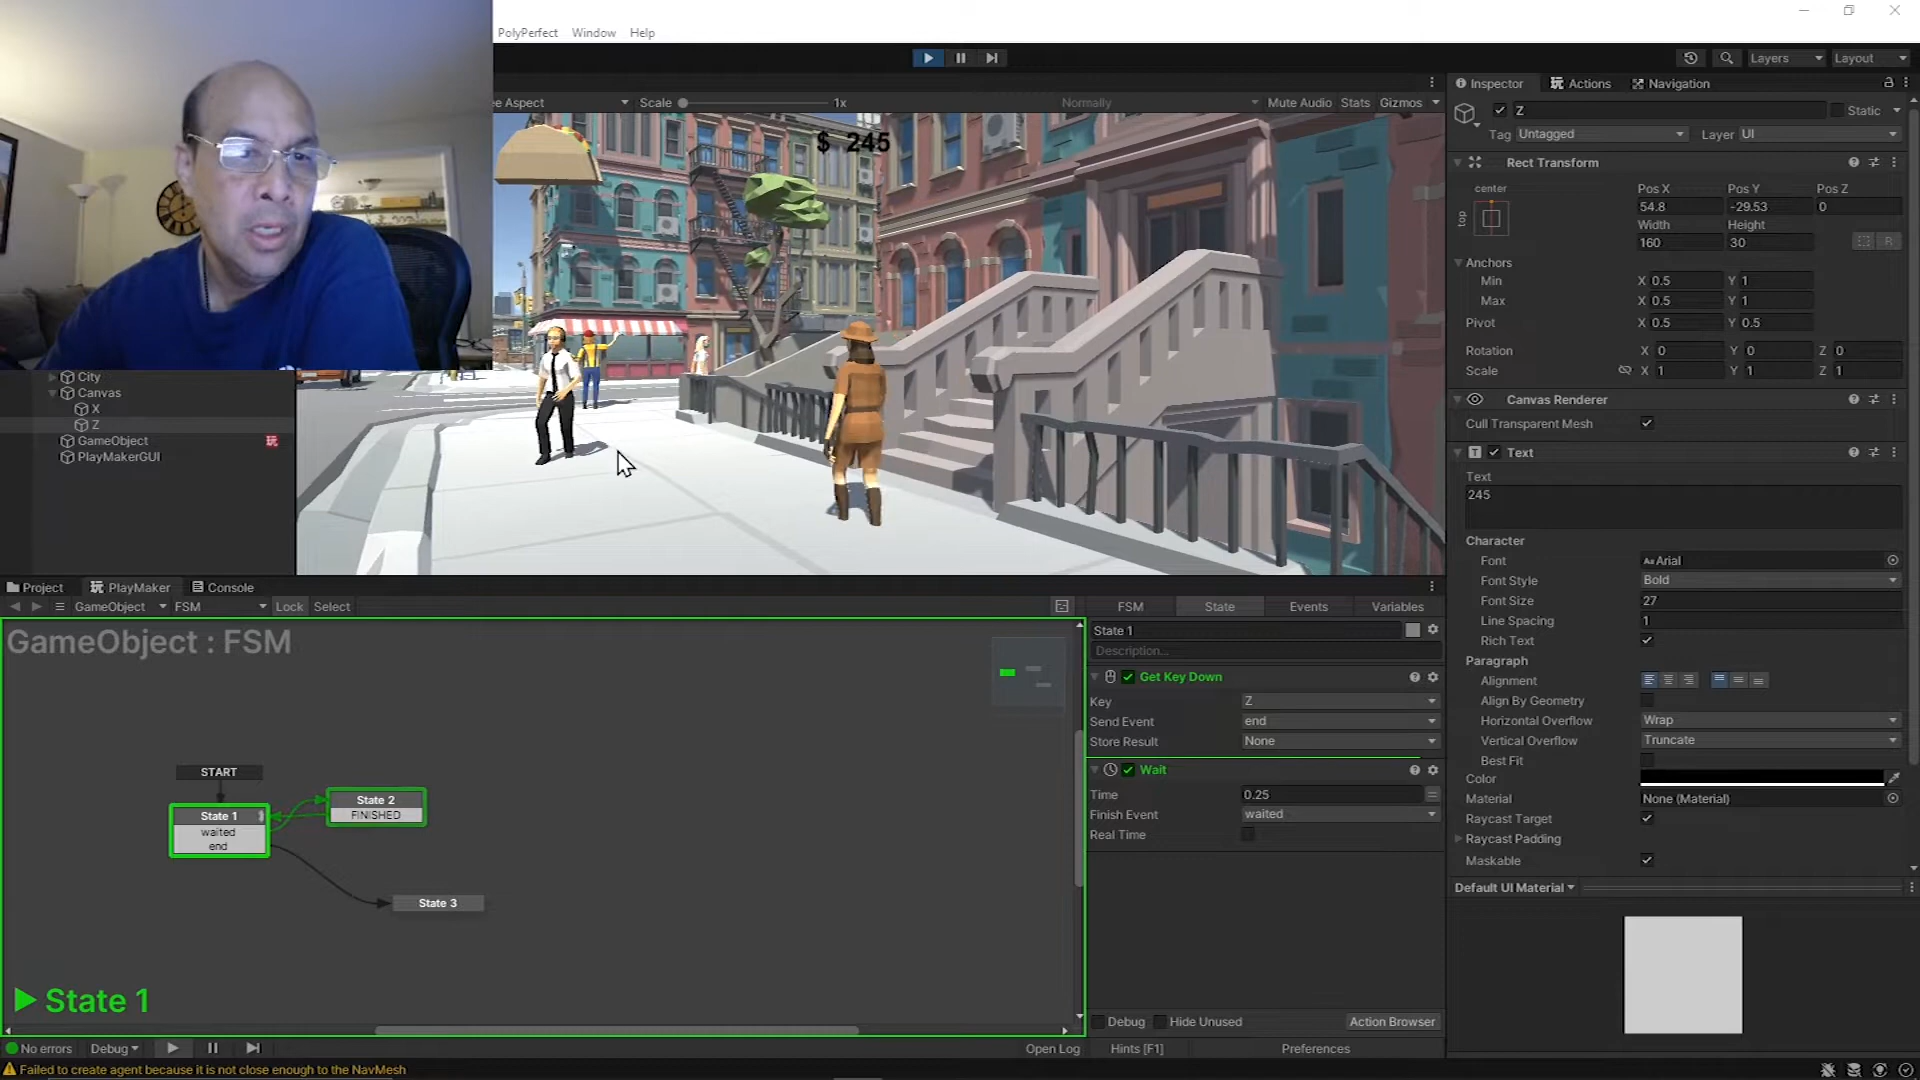 PolyPerfect Window Help
Layers Layout
e Aspect Scale 1x Normally Mute Audio Stats Gizmos
$ 245
City
Canvas
X
Z
GameObject
PlayMakerGUI
Inspector Actions Navigation
Z Static
Tag Untagged Layer UI
Rect Transform
center
top
Pos X Pos Y Pos Z
54.8 -29.53 0
Width Height
160 30
R
Anchors
Min X 0.5 Y 1
Max X 0.5 Y 1
Pivot X 0.5 Y 0.5
Rotation X 0 Y 0 Z 0
Scale X 1 Y 1 Z 1
Canvas Renderer
Cull Transparent Mesh
Text
Text
245
Character
Font Arial
Font Style Bold
Font Size 27
Line Spacing 1
Rich Text
Paragraph
Alignment
Align By Geometry
Horizontal Overflow Wrap
Vertical Overflow Truncate
Best Fit
Color
Material None (Material)
Raycast Target
Raycast Padding
Maskable
Default UI Material
Project PlayMaker Console
GameObject FSM Lock Select
GameObject : FSM
START
State 1
waited
end
State 2
FINISHED
State 3
State 1
FSM State Events Variables
State 1
Description...
Get Key Down
Key Z
Send Event end
Store Result None
Wait
Time 0.25
Finish Event waited
Real Time
Debug Hide Unused Action Browser
No errors Debug Open Log Hints [F1] Preferences
Failed to create agent because it is not close enough to the NavMesh